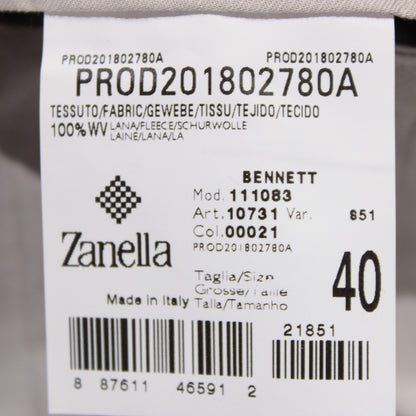 PROD201802780A PROD201802780A
PROD201802780A
TESSUTO/FABRIC/GEWEBE/TISSU/TEJIDO/TECIDO
100%WV LANA/FLEECE/SCHURWOLLE
LAINE/LANA/LA
BENNETT
Mod. 111083
Art. 10731 Var. S51
Col. 00021
PROD201802780A
Zanella
Taglia/Size
Grosse/Taille
Talla/Tamanho
40
Made in Italy
21851
8 87611 46591 2